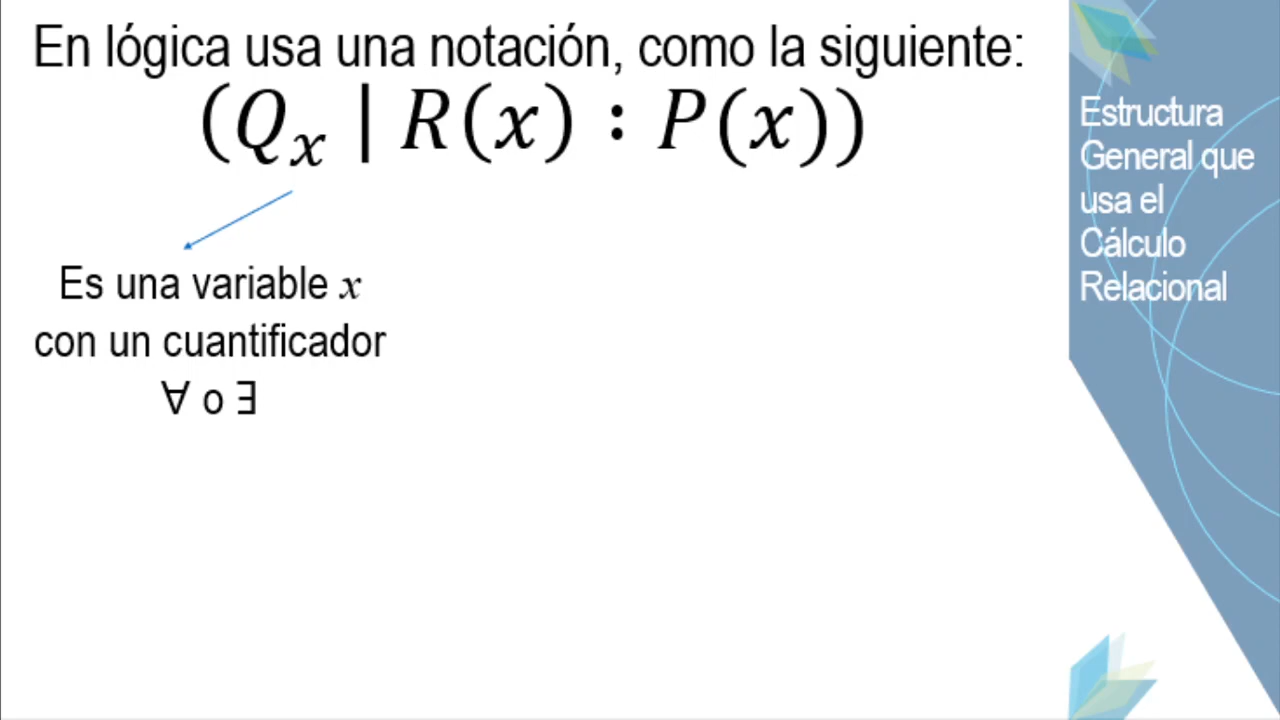 En lógica usa una notación, como la siguiente:
(Qₓ | R(x) : P(x))
Es una variable x
con un cuantificador
∀ o ∃
Estructura
General que
usa el
Cálculo
Relacional